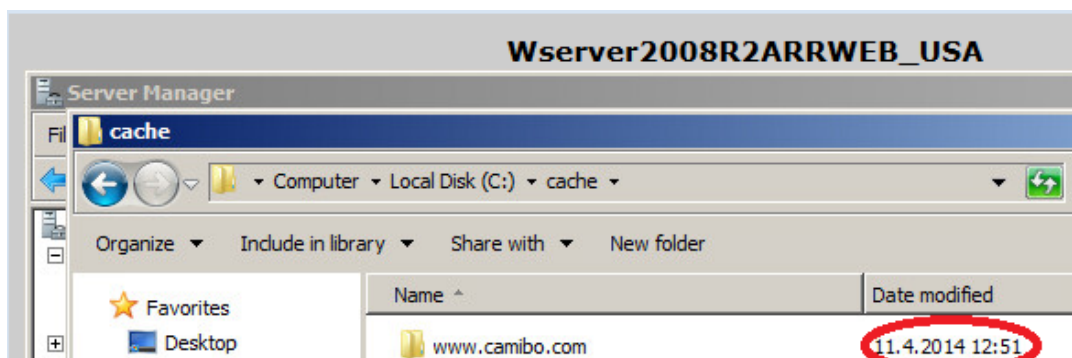 Wserver2008R2ARRWEB_USA
Server Manager
Fil
cache
Computer Local Disk (C:) cache
Organize Include in library Share with New folder
Name Date modified
Favorites
Desktop
www.camibo.com 11.4.2014 12:51